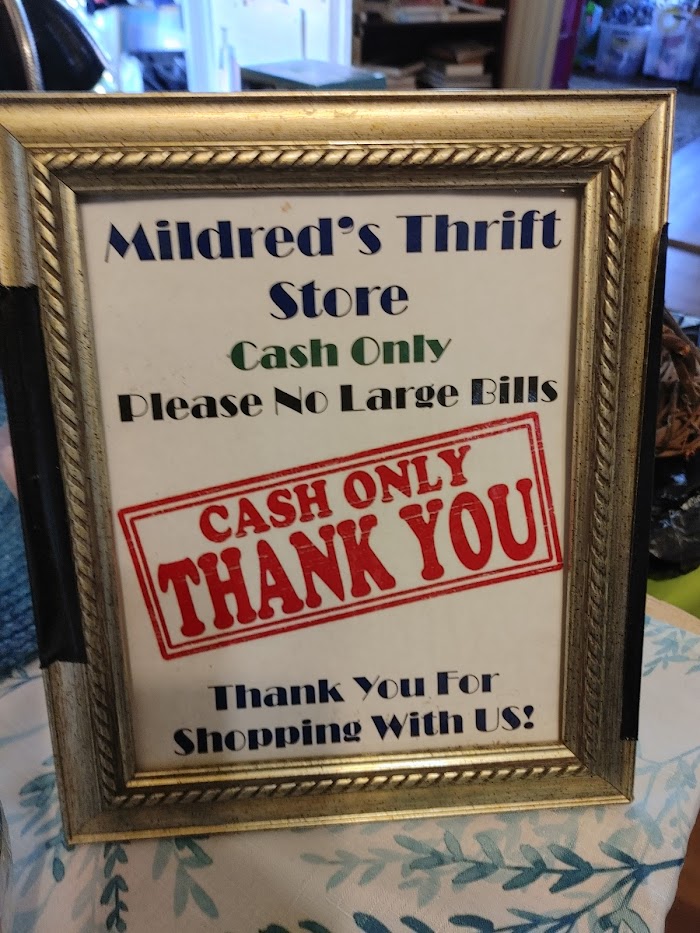 Mildred's Thrift
Store
Cash Only
Please No Large Bills
CASH ONLY
THANK YOU
Thank You For
Shopping With US!